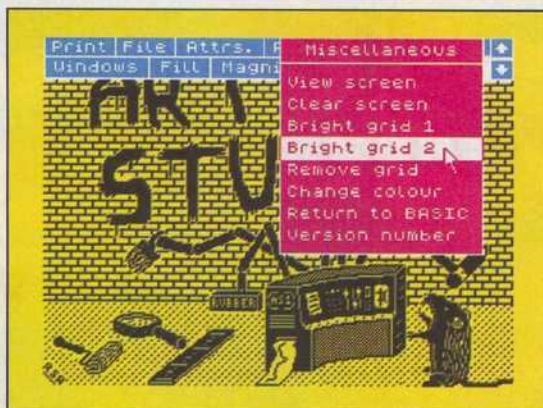 Print File Attrs.
Windows Fill Magni
Miscellaneous
View screen
Clear screen
Bright grid 1
Bright grid 2
Remove grid
Change colour
Return to BASIC
Version number
ART
STU
RUBBER